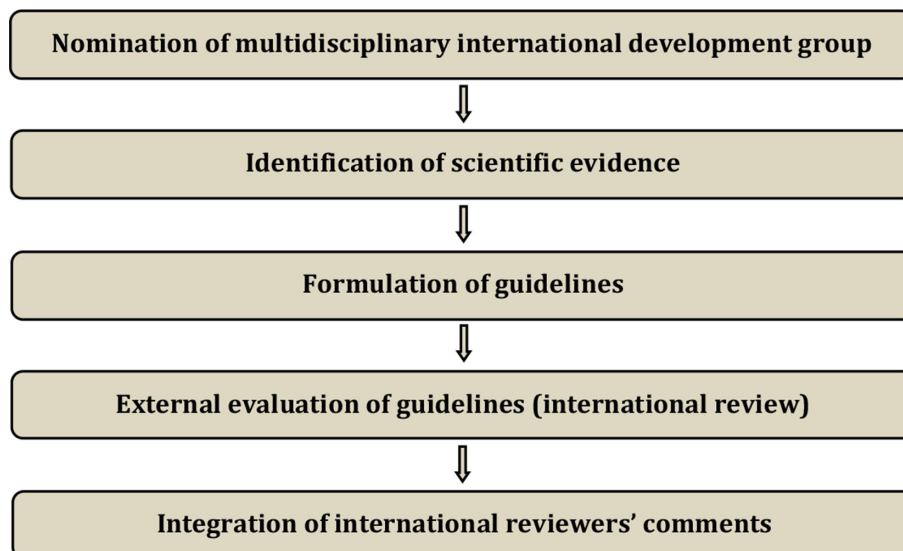 Nomination of multidisciplinary international development group
Identification of scientific evidence
Formulation of guidelines
External evaluation of guidelines (international review)
Integration of international reviewers’ comments